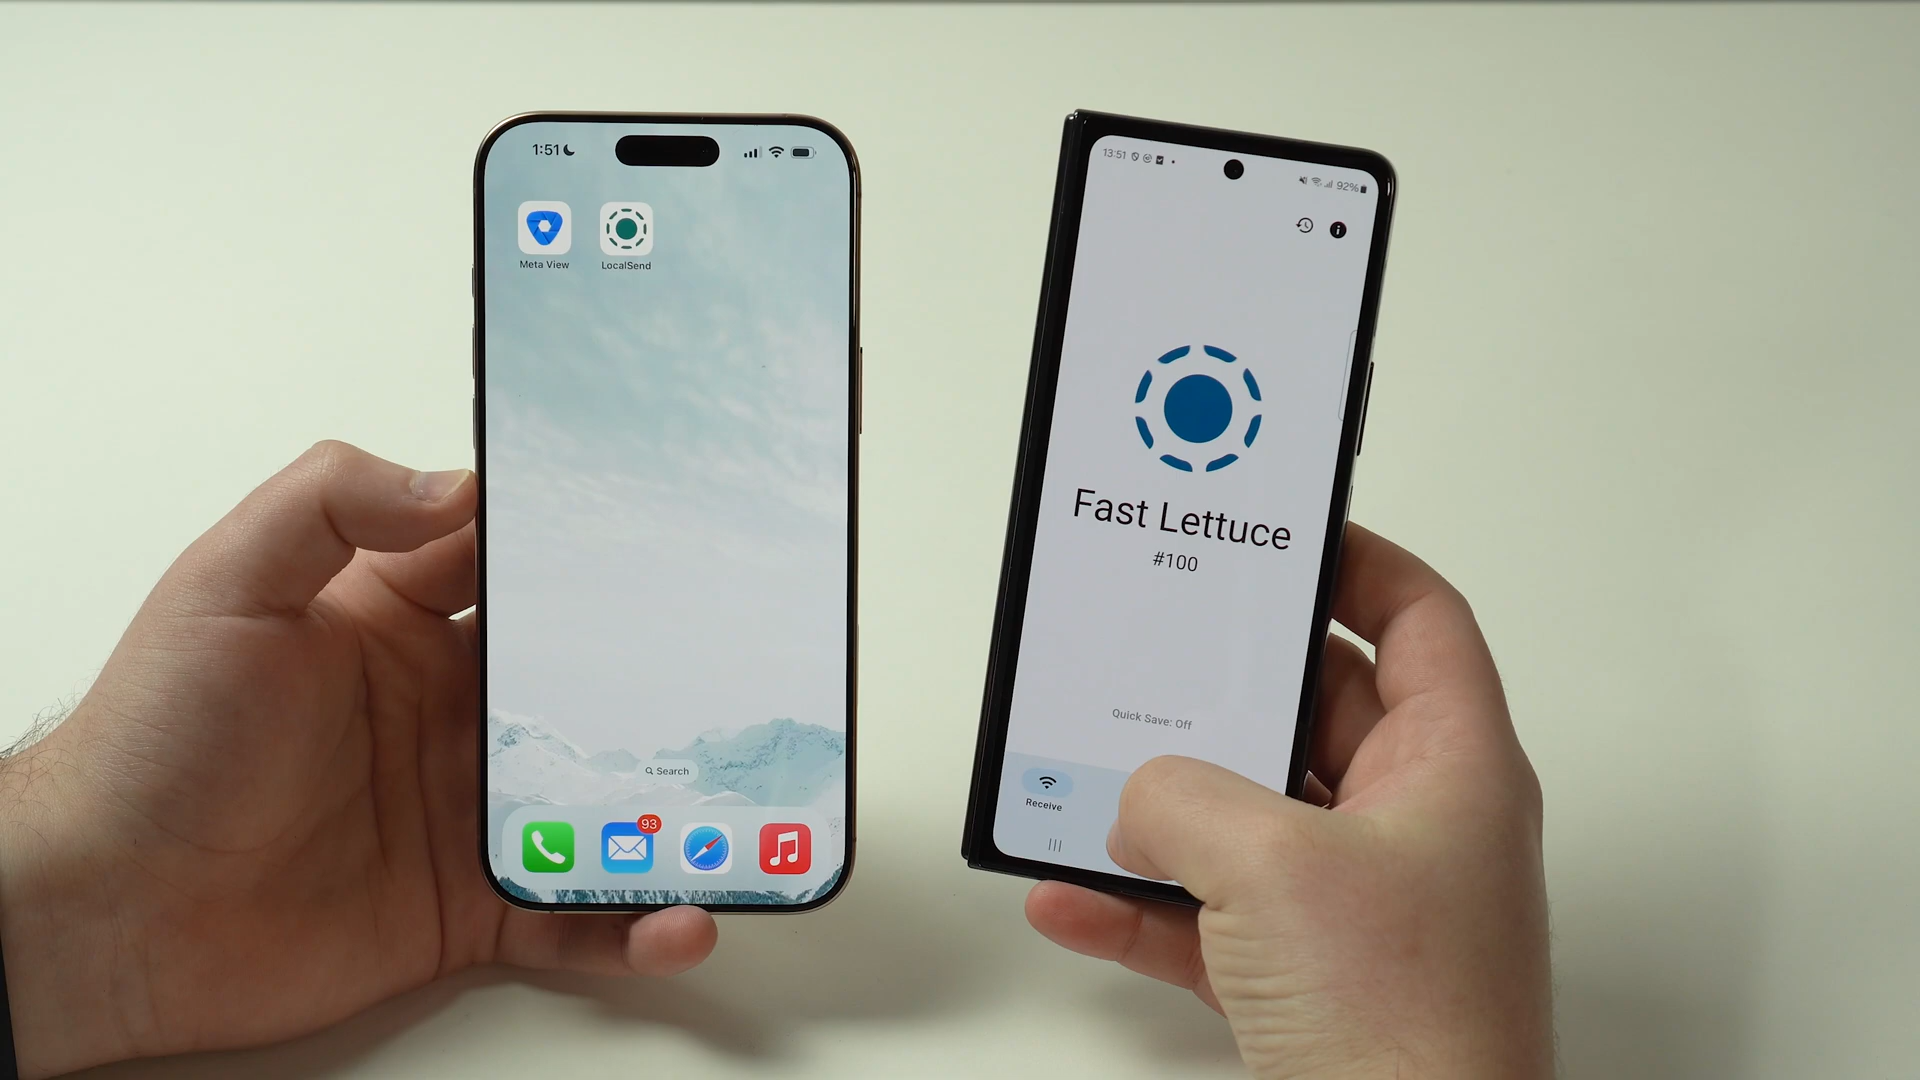 1:51
Meta View
LocalSend
Search
93
13:51
92%
Fast Lettuce
#100
Quick Save: Off
Receive